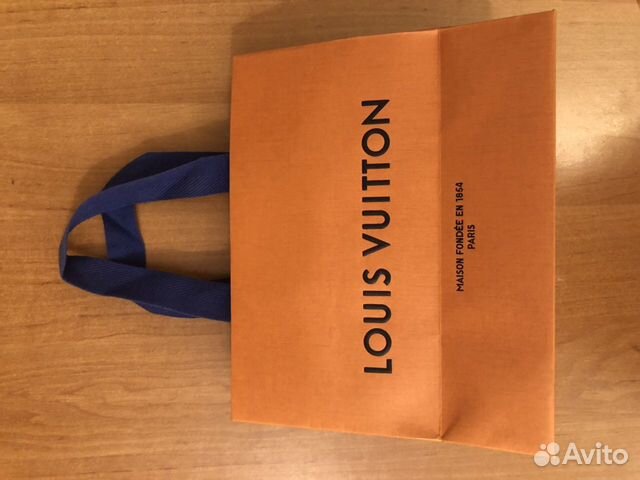 LOUIS VUITTON
MAISON FONDÉE EN 1854
PARIS
Avito